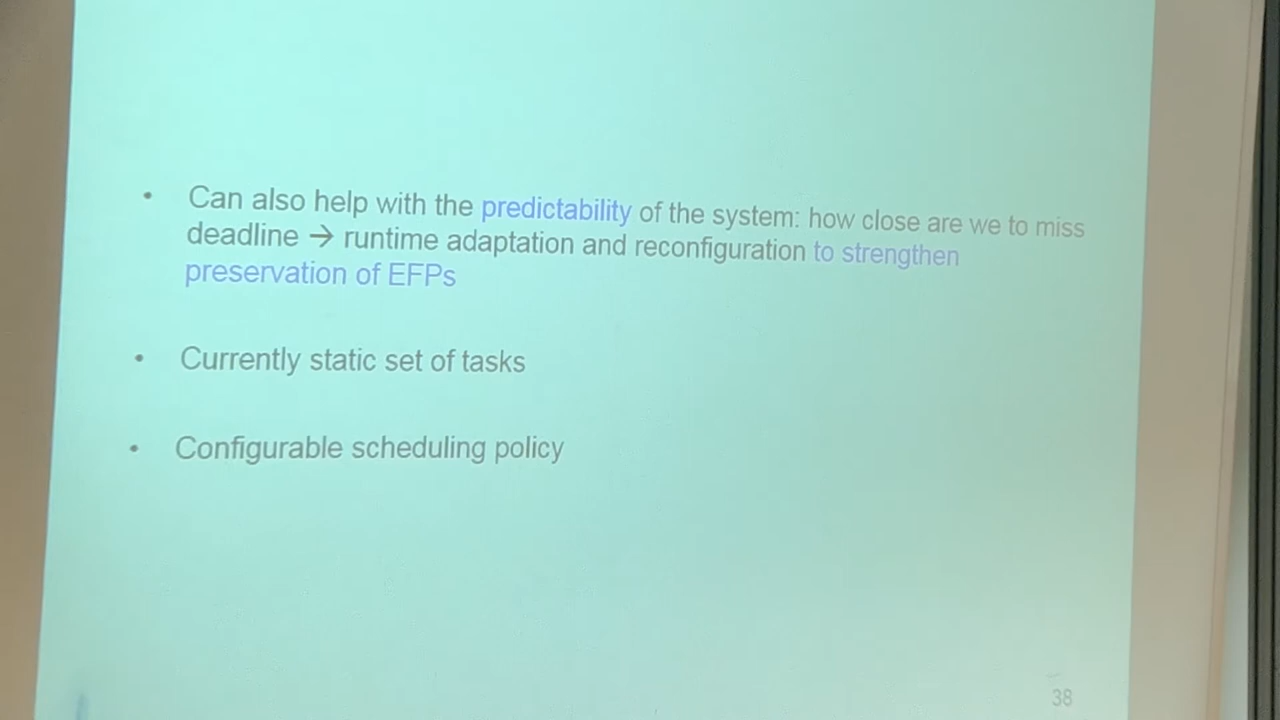 • Can also help with the predictability of the system: how close are we to miss
deadline → runtime adaptation and reconfiguration to strengthen
preservation of EFPs
• Currently static set of tasks
• Configurable scheduling policy
38